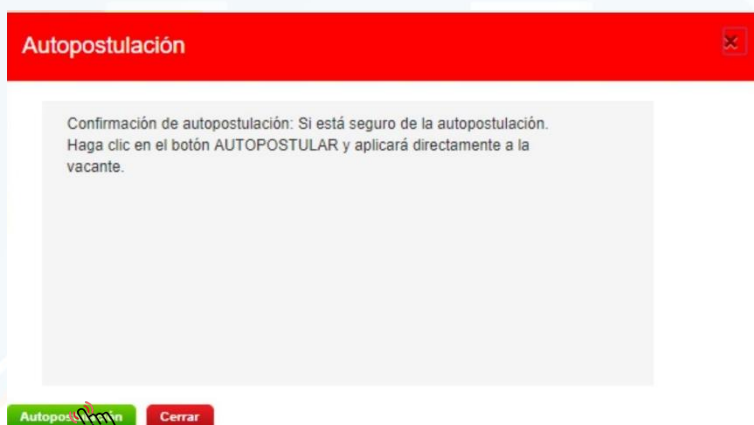 Autopostulación
Confirmación de autopostulación: Si está seguro de la autopostulación.
Haga clic en el botón AUTOPOSTULAR y aplicará directamente a la
vacante.
Cerrar